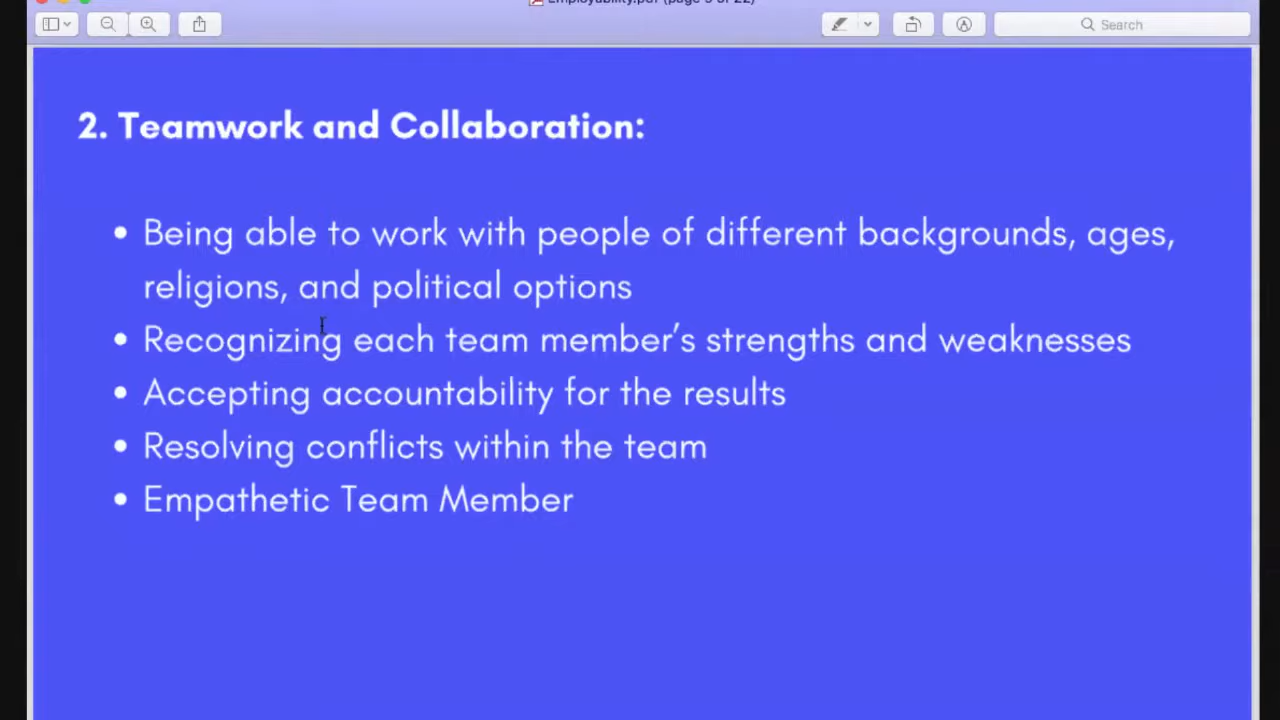 Search
2. Teamwork and Collaboration:
• Being able to work with people of different backgrounds, ages,
religions, and political options
• Recognizing each team member’s strengths and weaknesses
• Accepting accountability for the results
• Resolving conflicts within the team
• Empathetic Team Member